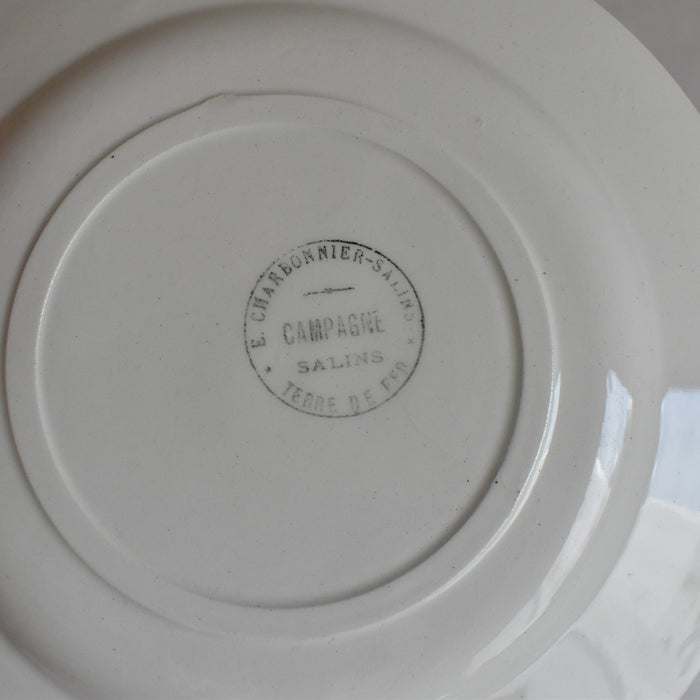 E. CHARBONNIER-SALINS
CAMPAGNE
SALINS
* TERRE DE FER *